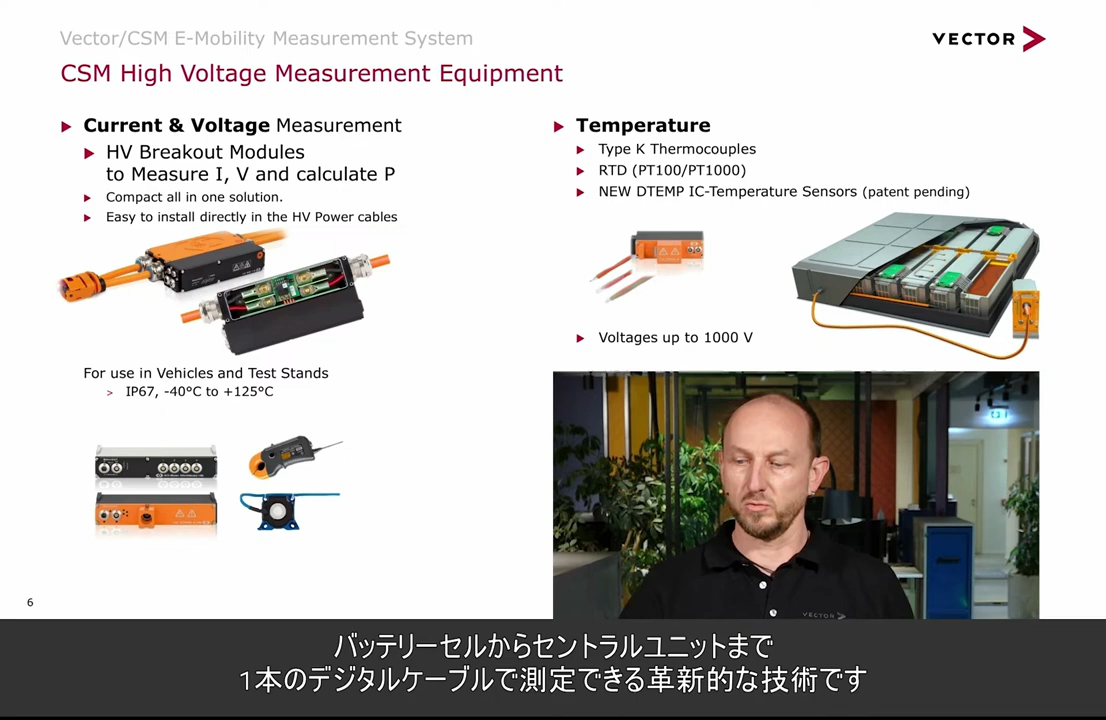 Vector/CSM E-Mobility Measurement System
VECTOR
CSM High Voltage Measurement Equipment
Current & Voltage Measurement
HV Breakout Modules
to Measure I, V and calculate P
Compact all in one solution.
Easy to install directly in the HV Power cables
For use in Vehicles and Test Stands
> IP67, -40°C to +125°C
Temperature
Type K Thermocouples
RTD (PT100/PT1000)
NEW DTEMP IC-Temperature Sensors (patent pending)
Voltages up to 1000 V
VECTOR
6
バッテリーセルからセントラルユニットまで
1本のデジタルケーブルで測定できる革新的な技術です